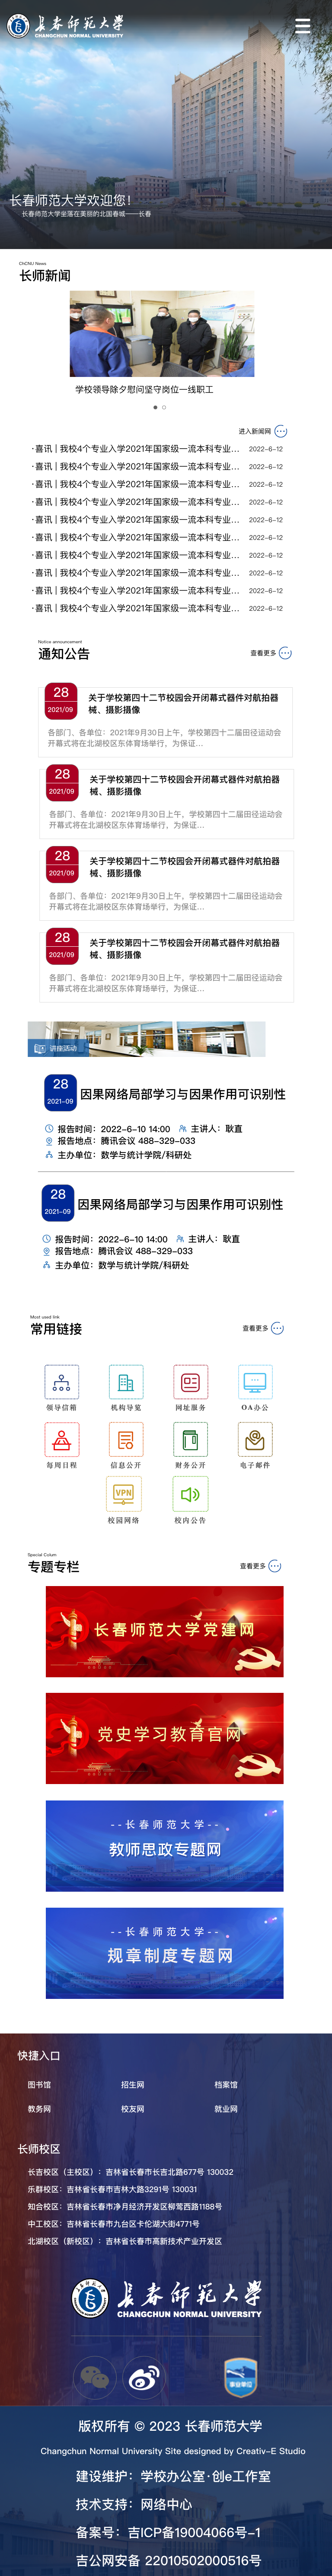 长春师范大学
CHANGCHUN NORMAL UNIVERSITY
长春师范大学欢迎您！
长春师范大学坐落在美丽的北国春城——长春
ChCNU News
长师新闻
学校领导除夕慰问坚守岗位一线职工
进入新闻网
·喜讯 | 我校4个专业入学2021年国家级一流本科专业... 2022-6-12
·喜讯 | 我校4个专业入学2021年国家级一流本科专业... 2022-6-12
·喜讯 | 我校4个专业入学2021年国家级一流本科专业... 2022-6-12
·喜讯 | 我校4个专业入学2021年国家级一流本科专业... 2022-6-12
·喜讯 | 我校4个专业入学2021年国家级一流本科专业... 2022-6-12
·喜讯 | 我校4个专业入学2021年国家级一流本科专业... 2022-6-12
·喜讯 | 我校4个专业入学2021年国家级一流本科专业... 2022-6-12
·喜讯 | 我校4个专业入学2021年国家级一流本科专业... 2022-6-12
·喜讯 | 我校4个专业入学2021年国家级一流本科专业... 2022-6-12
·喜讯 | 我校4个专业入学2021年国家级一流本科专业... 2022-6-12
Notice announcement
通知公告
查看更多
28
2021/09
关于学校第四十二节校园会开闭幕式器件对航拍器
械、摄影摄像
各部门、各单位：2021年9月30日上午，学校第四十二届田径运动会
开幕式将在北湖校区东体育场举行，为保证...
28
2021/09
关于学校第四十二节校园会开闭幕式器件对航拍器
械、摄影摄像
各部门、各单位：2021年9月30日上午，学校第四十二届田径运动会
开幕式将在北湖校区东体育场举行，为保证...
28
2021/09
关于学校第四十二节校园会开闭幕式器件对航拍器
械、摄影摄像
各部门、各单位：2021年9月30日上午，学校第四十二届田径运动会
开幕式将在北湖校区东体育场举行，为保证...
28
2021/09
关于学校第四十二节校园会开闭幕式器件对航拍器
械、摄影摄像
各部门、各单位：2021年9月30日上午，学校第四十二届田径运动会
开幕式将在北湖校区东体育场举行，为保证...
讲座活动
28
2021-09
因果网络局部学习与因果作用可识别性
报告时间：2022-6-10 14:00 主讲人：耿直
报告地点：腾讯会议 488-329-033
主办单位：数学与统计学院/科研处
28
2021-09
因果网络局部学习与因果作用可识别性
报告时间：2022-6-10 14:00 主讲人：耿直
报告地点：腾讯会议 488-329-033
主办单位：数学与统计学院/科研处
Most used link
常用链接
查看更多
领导信箱 机构导览 网址服务 OA办公
每周日程 信息公开 财务公开 电子邮件
VPN
校园网络 校内公告
Special Colum
专题专栏
查看更多
长春师范大学党建网
党史学习教育官网
--长春师范大学--
教师思政专题网
--长春师范大学--
规章制度专题网
快捷入口
图书馆 招生网 档案馆
教务网 校友网 就业网
长师校区
长吉校区（主校区）：吉林省长春市长吉北路677号 130032
乐群校区：吉林省长春市吉林大路3291号 130031
知合校区：吉林省长春市净月经济开发区柳莺西路1188号
中工校区：吉林省长春市九台区卡伦湖大街4771号
北湖校区（新校区）：吉林省长春市高新技术产业开发区
长春师范大学
CHANGCHUN NORMAL UNIVERSITY
事业单位
版权所有 © 2023 长春师范大学
Changchun Normal University Site designed by Creativ-E Studio
建设维护：学校办公室·创e工作室
技术支持：网络中心
备案号：吉ICP备19004066号-1
吉公网安备 22010502000516号